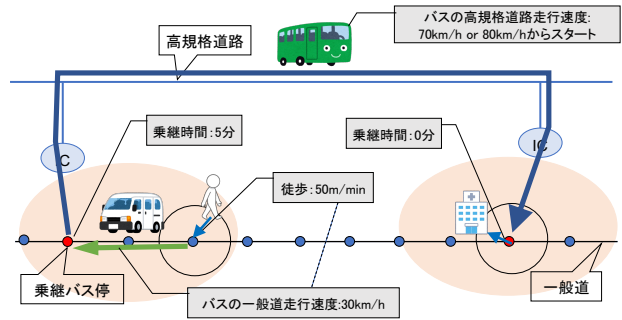 バスの高規格道路走行速度:
70km/h or 80km/hからスタート
高規格道路
乗継時間:5分
乗継時間:0分
IC
IC
徒歩:50m/min
乗継バス停
バスの一般道走行速度:30km/h
一般道